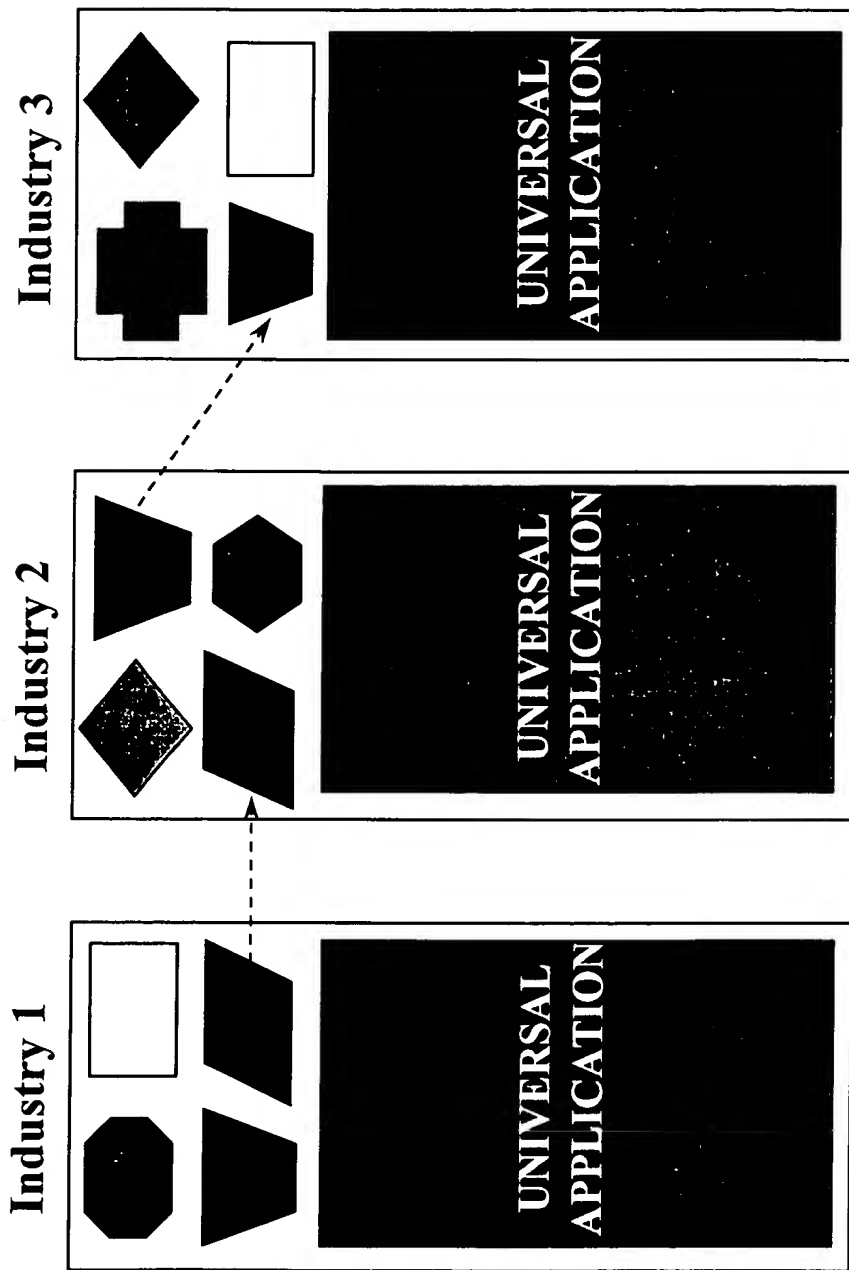 Industry 1
UNIVERSAL
APPLICATION
Industry 2
UNIVERSAL
APPLICATION
Industry 3
UNIVERSAL
APPLICATION